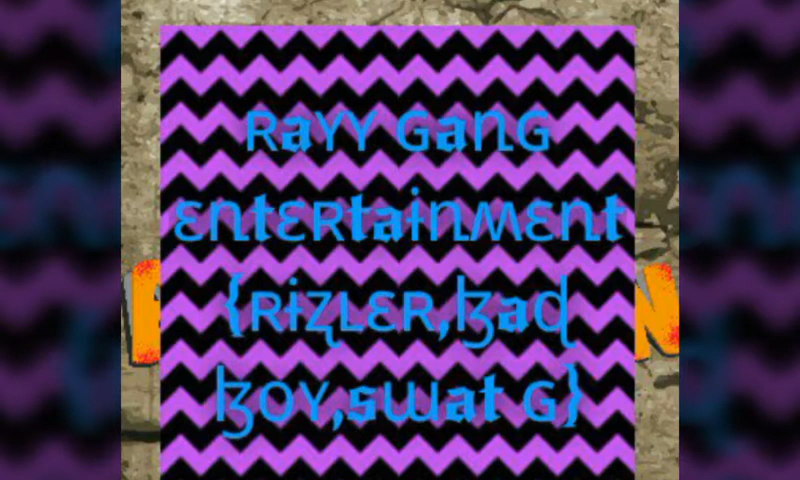 Rayy Gang
entertainment
{Rizler,Bad
Boy,swat G}
N